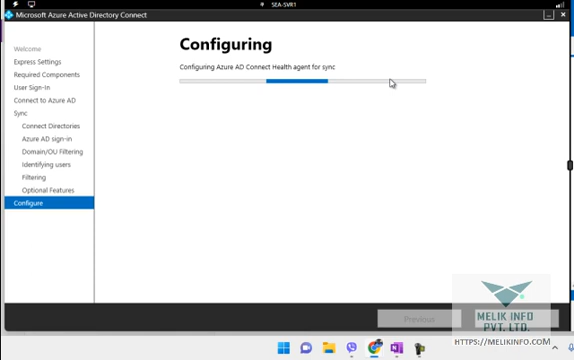 SEA-SVR1
Microsoft Azure Active Directory Connect
Welcome
Express Settings
Required Components
User Sign-In
Connect to Azure AD
Sync
Connect Directories
Azure AD sign-in
Domain/OU Filtering
Identifying users
Filtering
Optional Features
Configure
Configuring
Configuring Azure AD Connect Health agent for sync
Previous
MELIK INFO
PVT. LTD.
HTTPS://MELIKINFO.COM